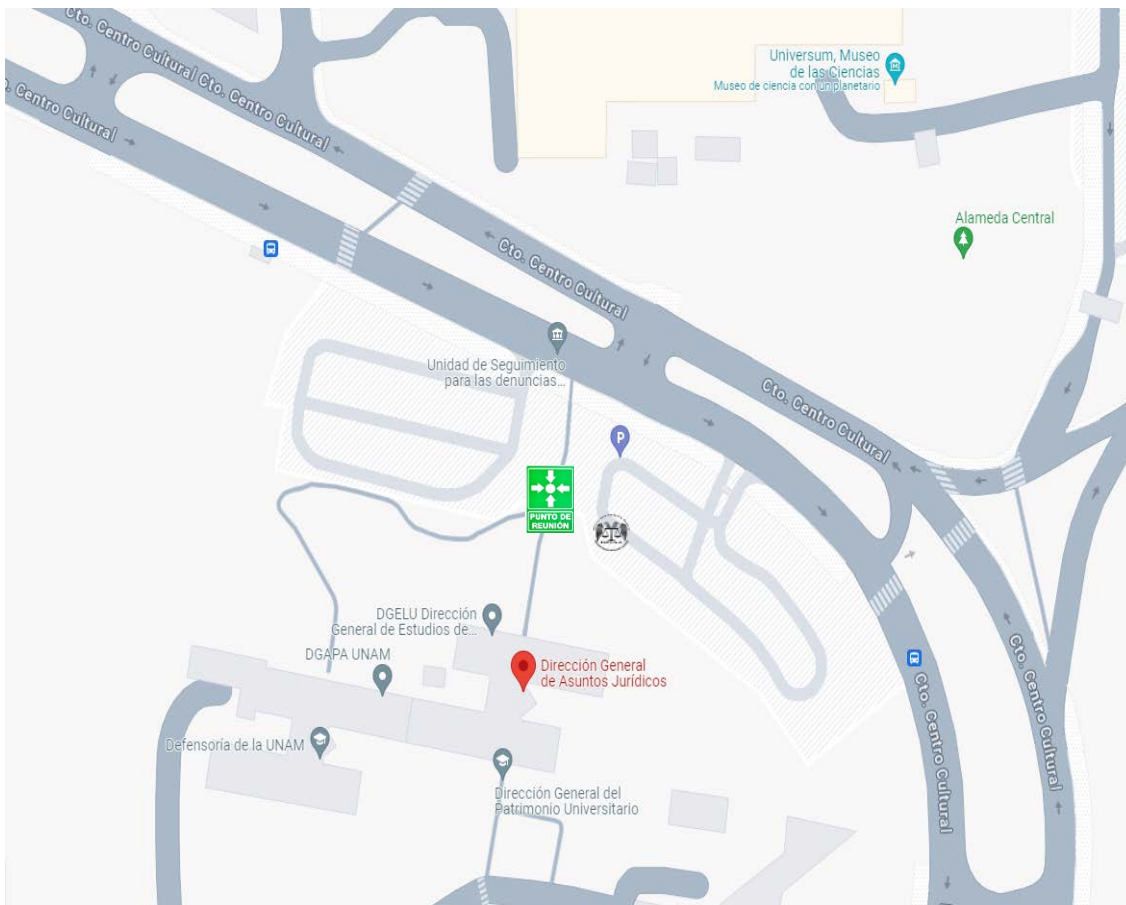 Cto. Centro Cultural
Cto. Centro Cultural
o. Centro Cultural
Universum, Museo
de las Ciencias
Museo de ciencia con un planetario
Alameda Central
Cto. Centro Cultural
Unidad de Seguimiento
para las denuncias...
Cto. Centro Cultural
P
PUNTO DE
REUNIÓN
DGELU Dirección
General de Estudios de...
DGAPA UNAM
Dirección General
de Asuntos Jurídicos
Cto. Centro Cultural
Cto. Centro Cultural
Defensoría de la UNAM
Dirección General del
Patrimonio Universitario